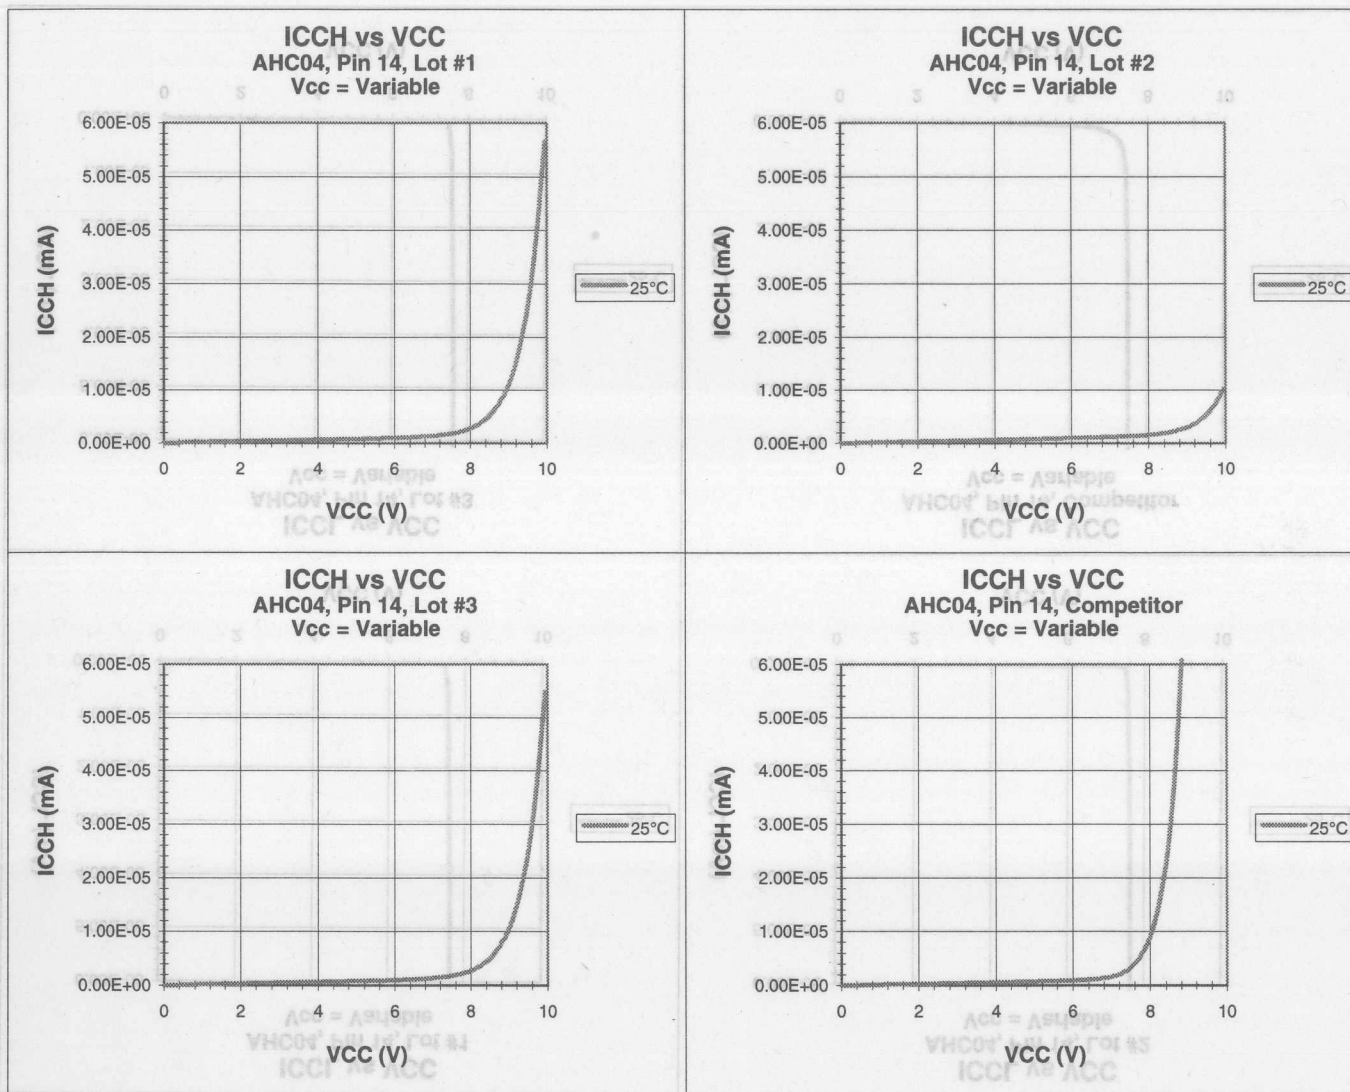 ICCH vs VCC
AHC04, Pin 14, Lot #1
Vcc = Variable
6.00E-05
5.00E-05
4.00E-05
3.00E-05
2.00E-05
1.00E-05
0.00E+00
0 2 4 6 8 10
ICCH (mA)
VCC (V)
25°C
ICCH vs VCC
AHC04, Pin 14, Lot #2
Vcc = Variable
6.00E-05
5.00E-05
4.00E-05
3.00E-05
2.00E-05
1.00E-05
0.00E+00
0 2 4 6 8 10
ICCH (mA)
VCC (V)
25°C
ICCH vs VCC
AHC04, Pin 14, Lot #3
Vcc = Variable
6.00E-05
5.00E-05
4.00E-05
3.00E-05
2.00E-05
1.00E-05
0.00E+00
0 2 4 6 8 10
ICCH (mA)
VCC (V)
25°C
ICCH vs VCC
AHC04, Pin 14, Competitor
Vcc = Variable
6.00E-05
5.00E-05
4.00E-05
3.00E-05
2.00E-05
1.00E-05
0.00E+00
0 2 4 6 8 10
ICCH (mA)
VCC (V)
25°C